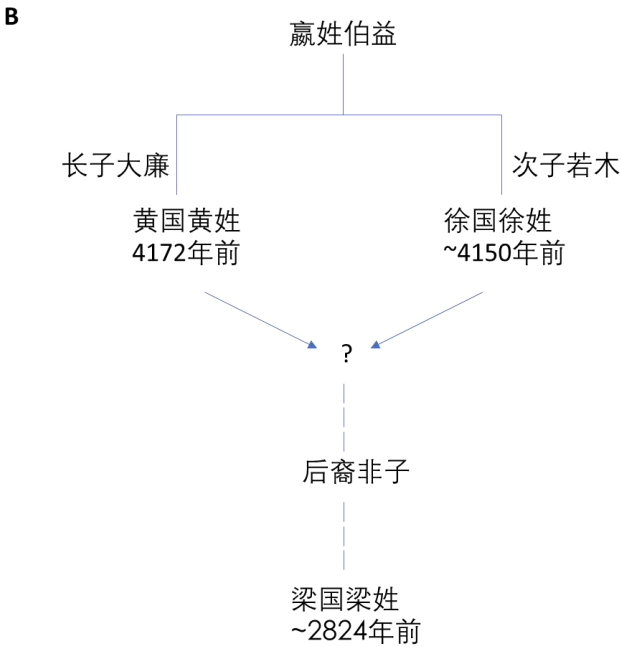 B
嬴姓伯益
长子大廉
次子若木
黄国黄姓
4172年前
徐国徐姓
~4150年前
?
后裔非子
梁国梁姓
~2824年前